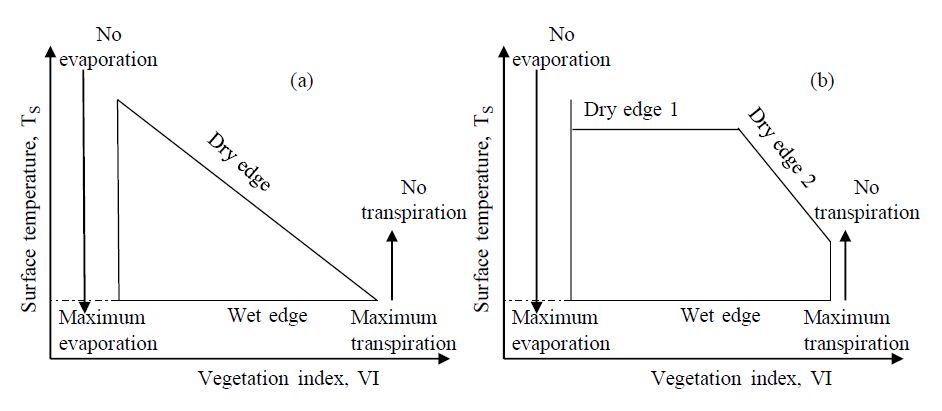 No
evaporation
(a)
Dry edge
No
transpiration
Surface temperature, TS
Wet edge
Maximum
evaporation
Maximum
transpiration
Vegetation index, VI
No
evaporation
(b)
Dry edge 1
Dry edge 2
No
transpiration
Surface temperature, TS
Wet edge
Maximum
evaporation
Maximum
transpiration
Vegetation index, VI